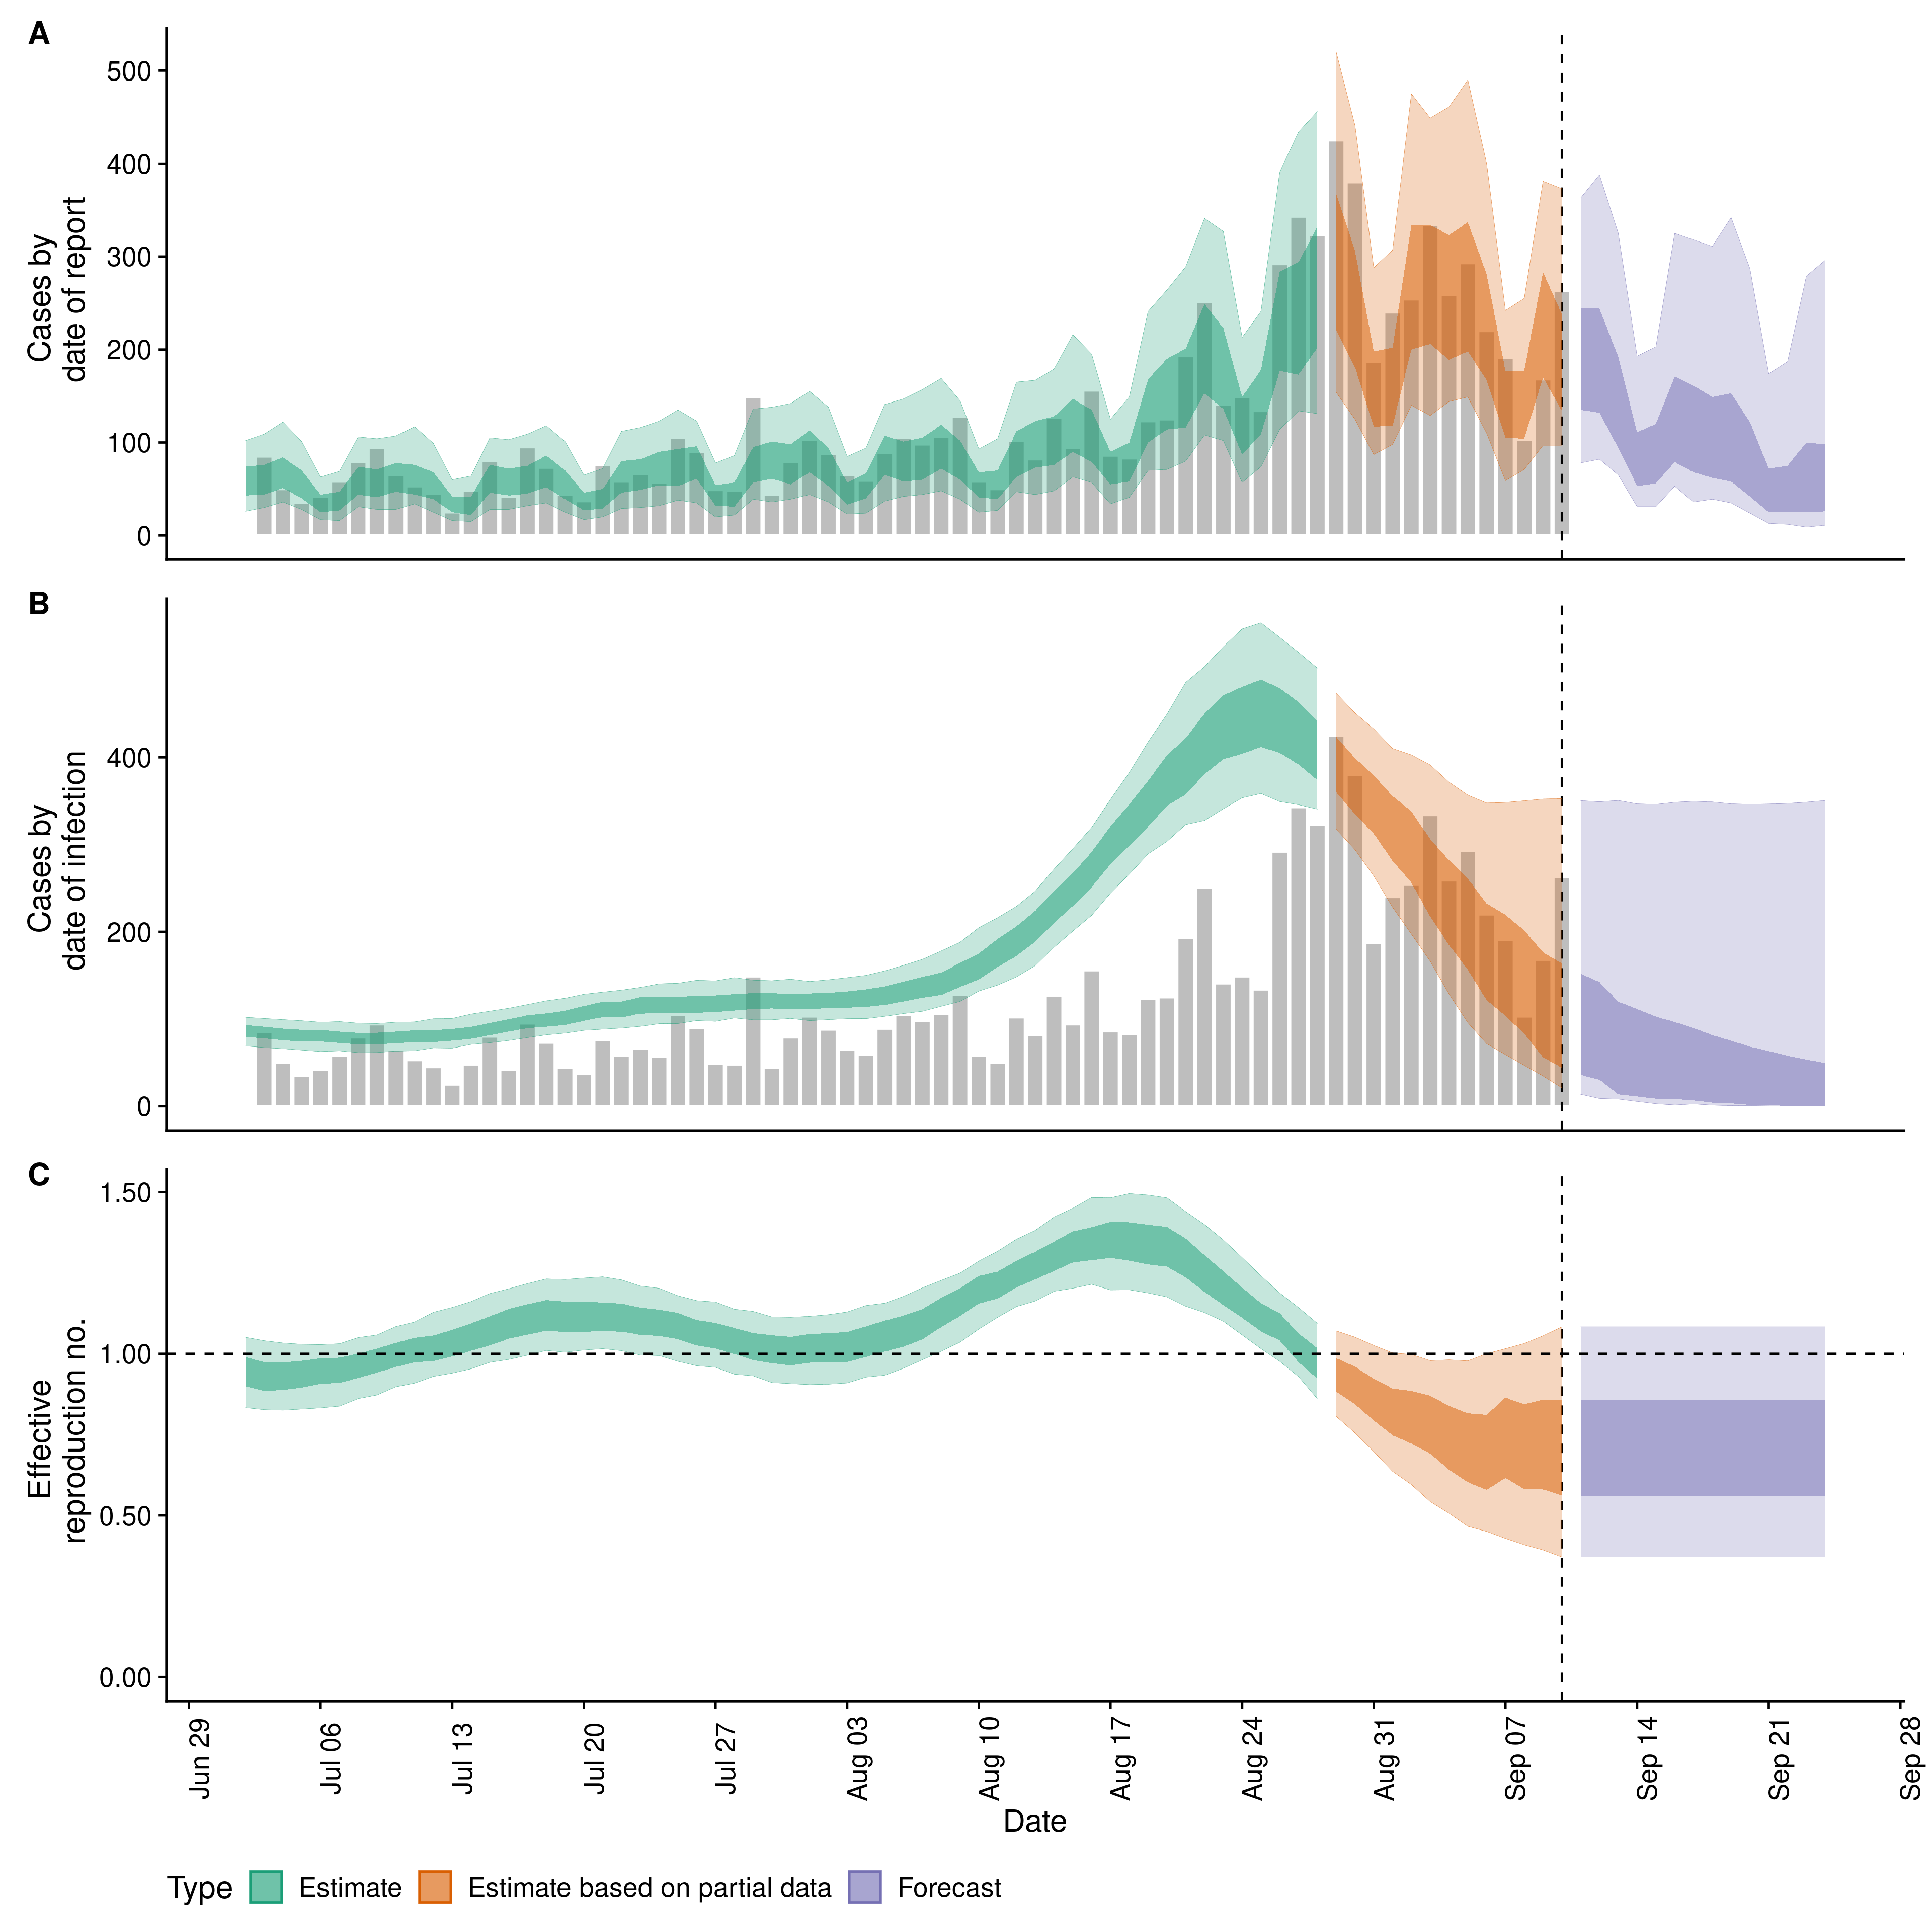 A
Cases by
date of report
500
400
300
200
100
0
B
Cases by
date of infection
400
200
0
C
Effective
reproduction no.
1.50
1.00
0.50
0.00
Jun 29
Jul 06
Jul 13
Jul 20
Jul 27
Aug 03
Aug 10
Aug 17
Aug 24
Aug 31
Sep 07
Sep 14
Sep 21
Sep 28
Date
Type Estimate Estimate based on partial data Forecast